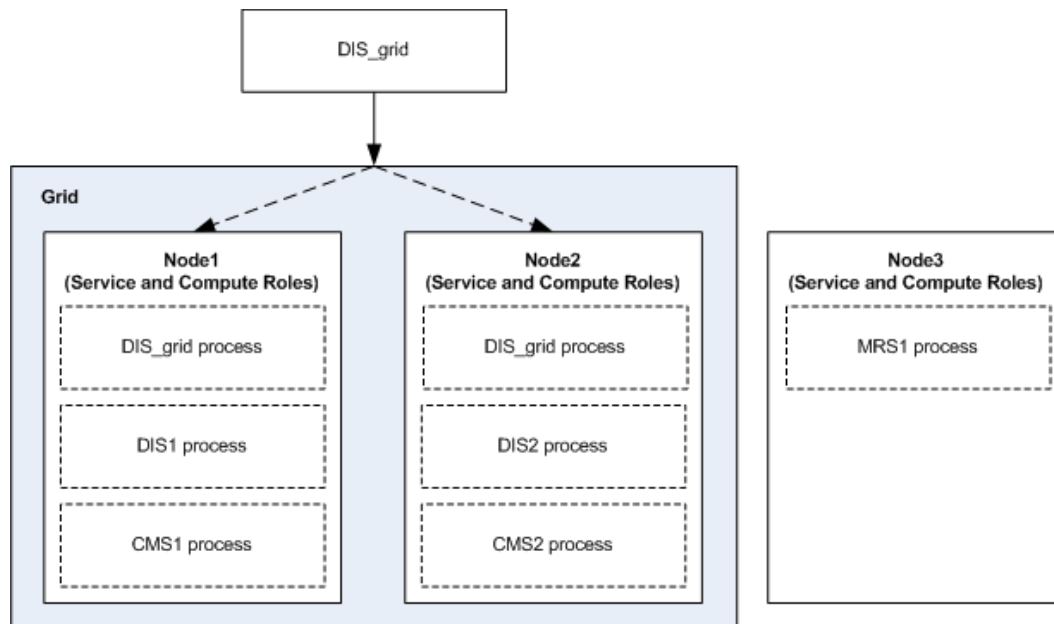 DIS_grid
Grid
Node1
(Service and Compute Roles)
DIS_grid process
DIS1 process
CMS1 process
Node2
(Service and Compute Roles)
DIS_grid process
DIS2 process
CMS2 process
Node3
(Service and Compute Roles)
MRS1 process